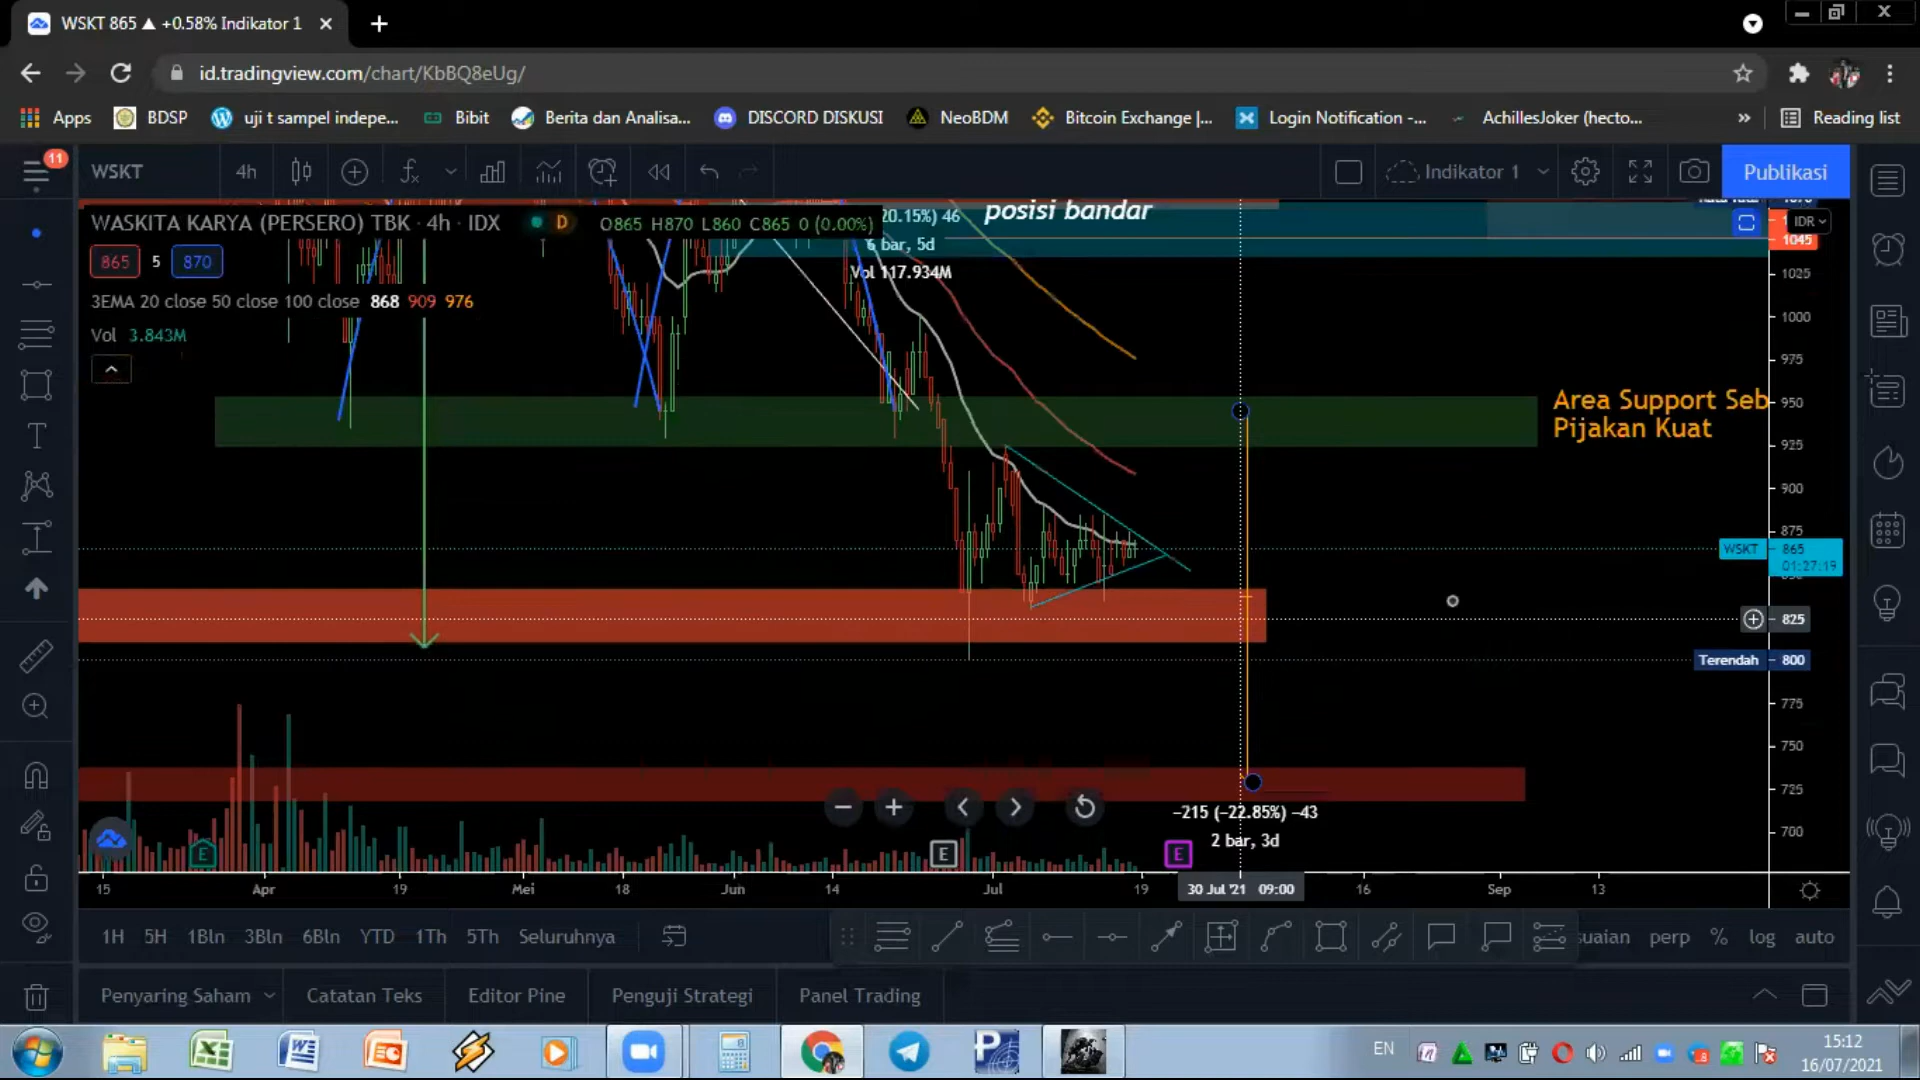 WSKT 865 ▲ +0.58% Indikator 1
id.tradingview.com/chart/KbBQ8eUg/
Apps BDSP uji t sampel indepe... Bibit Berita dan Analisa... DISCORD DISKUSI NeoBDM Bitcoin Exchange |... Login Notification -... AchillesJoker (hecto... » Reading list
11
WSKT 4h Indikator 1 Publikasi
WASKITA KARYA (PERSERO) TBK · 4h · IDX D O865 H870 L860 C865 0 (0.00%)
20.15%) 46
posisi bandar
IDR
6 bar, 5d
1045
865 5 870
Vol 117.934M
1025
3EMA 20 close 50 close 100 close 868 909 976
1000
Vol 3.843M
975
Area Support Seb
950
Pijakan Kuat
925
900
875
WSKT 865
01:27:19
825
Terendah 800
775
750
725
−215 (−22.85%) −43
700
2 bar, 3d
E E E
15 Apr 19 Mei 18 Jun 14 Jul 19 30 Jul '21 09:00 16 Sep 13
1H 5H 1Bln 3Bln 6Bln YTD 1Th 5Th Seluruhnya suaian perp % log auto
Penyaring Saham Catatan Teks Editor Pine Penguji Strategi Panel Trading
EN 15:12
16/07/2021